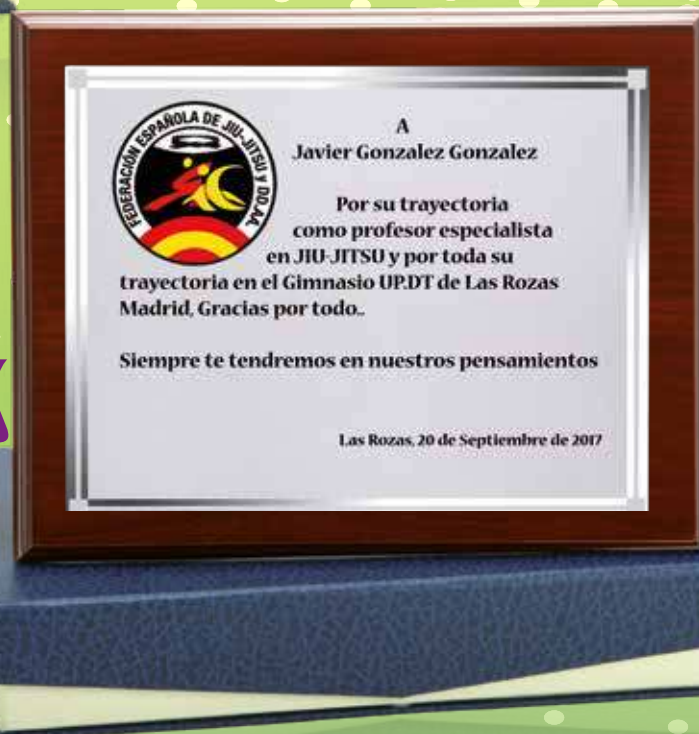 FEDERACIÓN ESPAÑOLA DE JIU-JITSU Y DD.AA.
A
Javier Gonzalez Gonzalez
Por su trayectoria
como profesor especialista
en JIU-JITSU y por toda su
trayectoria en el Gimnasio UP.DT de Las Rozas
Madrid, Gracias por todo..
Siempre te tendremos en nuestros pensamientos
Las Rozas, 20 de Septiembre de 2017